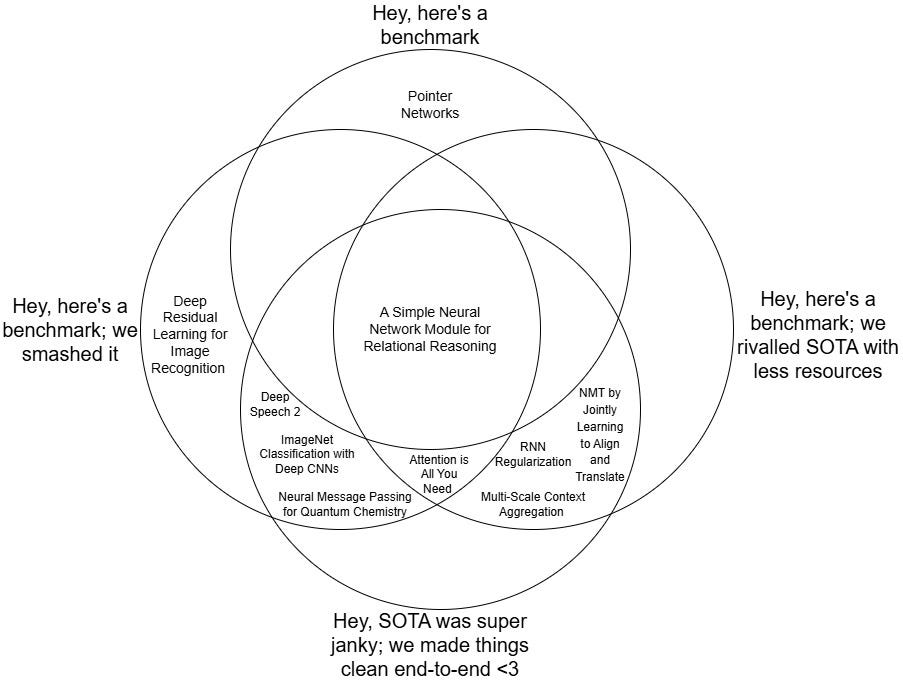 Hey, here's a
benchmark
Pointer
Networks
Hey, here's a
benchmark; we
smashed it
Deep
Residual
Learning for
Image
Recognition
A Simple Neural
Network Module for
Relational Reasoning
Hey, here's a
benchmark; we
rivalled SOTA with
less resources
Deep
Speech 2
ImageNet
Classification with
Deep CNNs
Neural Message Passing
for Quantum Chemistry
Attention is
All You
Need
RNN
Regularization
Multi-Scale Context
Aggregation
NMT by
Jointly
Learning
to Align
and
Translate
Hey, SOTA was super
janky; we made things
clean end-to-end <3